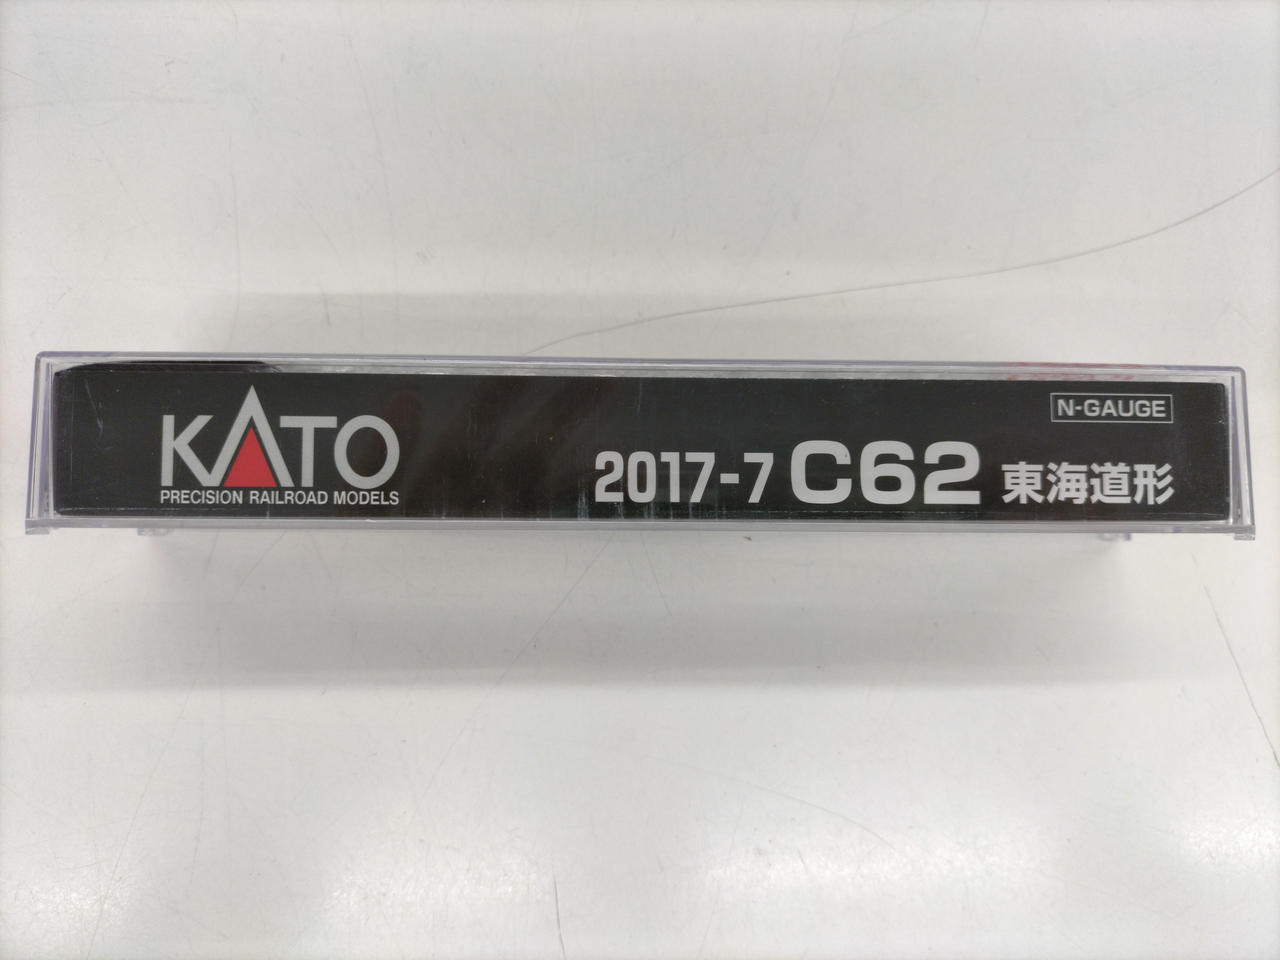 KATO
PRECISION RAILROAD MODELS
N-GAUGE
2017-7 C62 東海道形